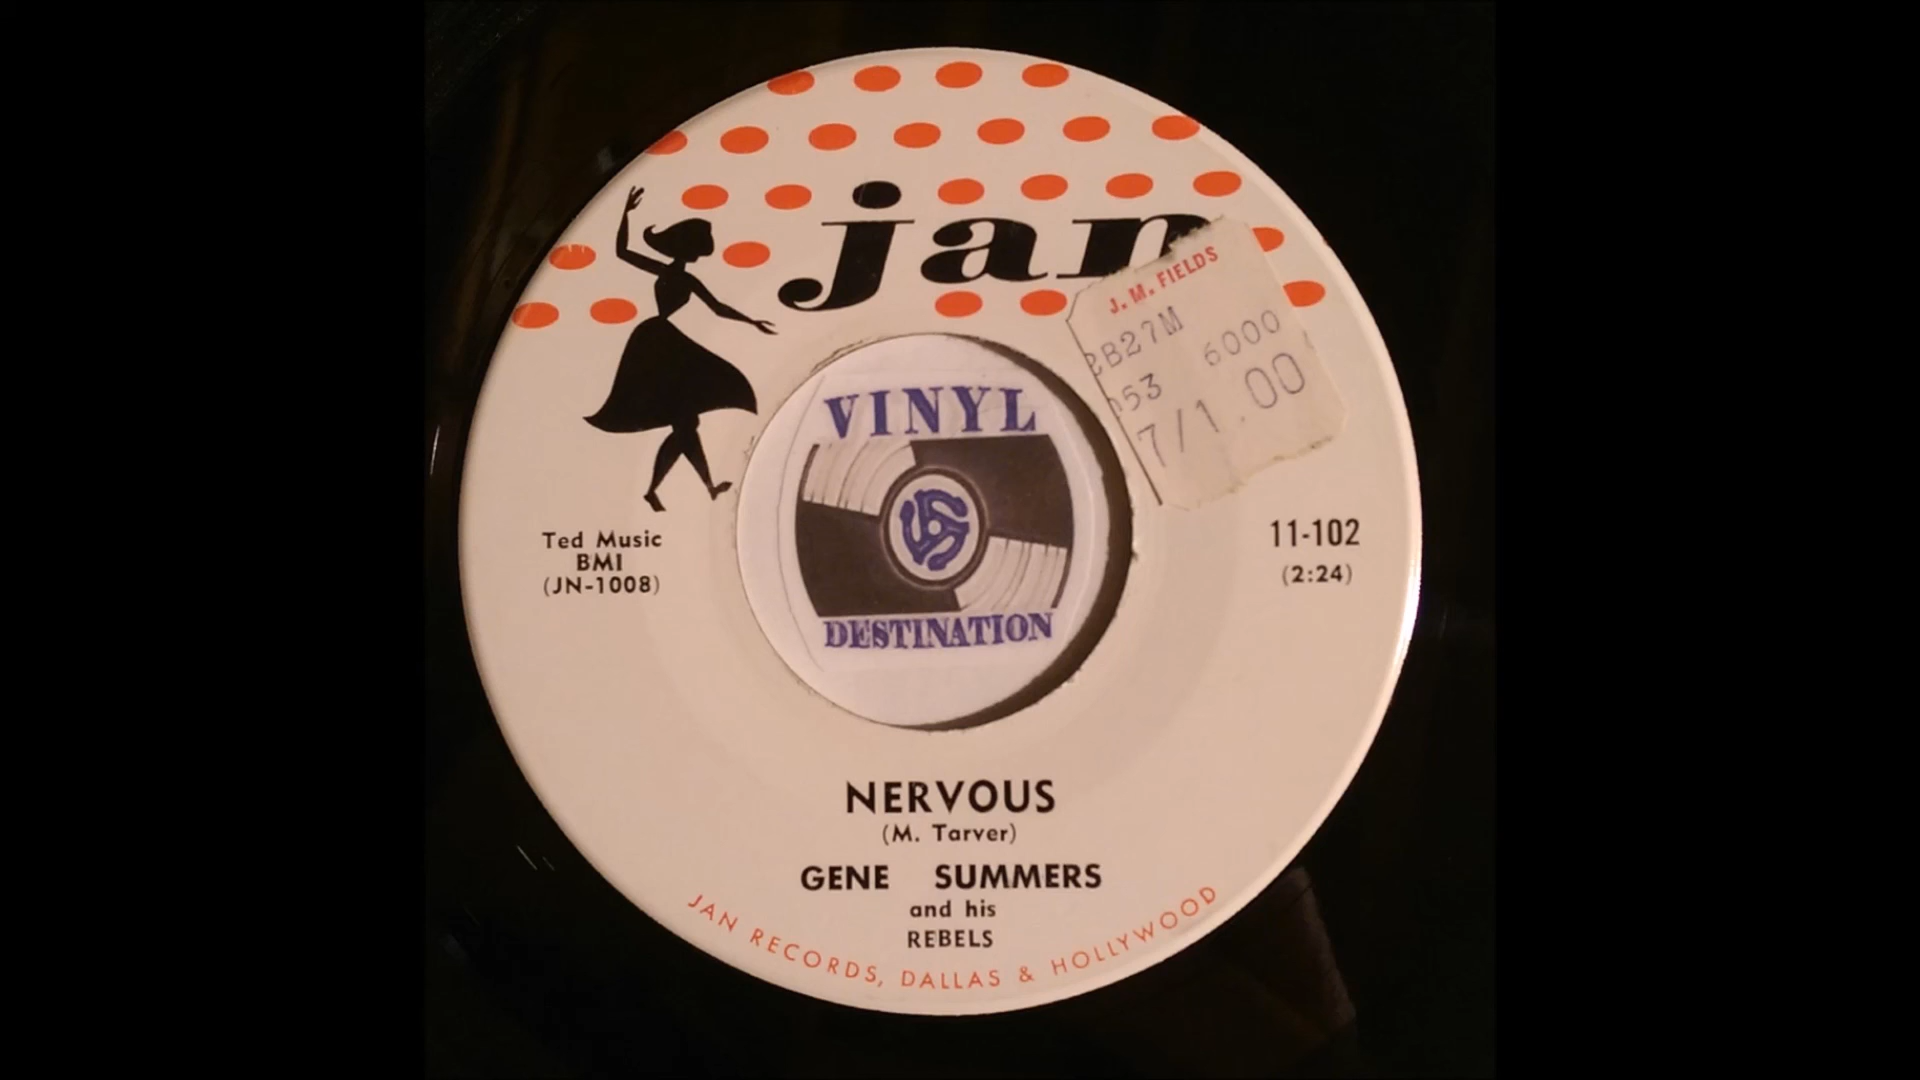 jan
J. M. FIELDS
2B27M
6000
053
7/1.00
VINYL
DESTINATION
Ted Music
BMI
(JN-1008)
11-102
(2:24)
NERVOUS
(M. Tarver)
GENE SUMMERS
and his
REBELS
JAN RECORDS, DALLAS & HOLLYWOOD